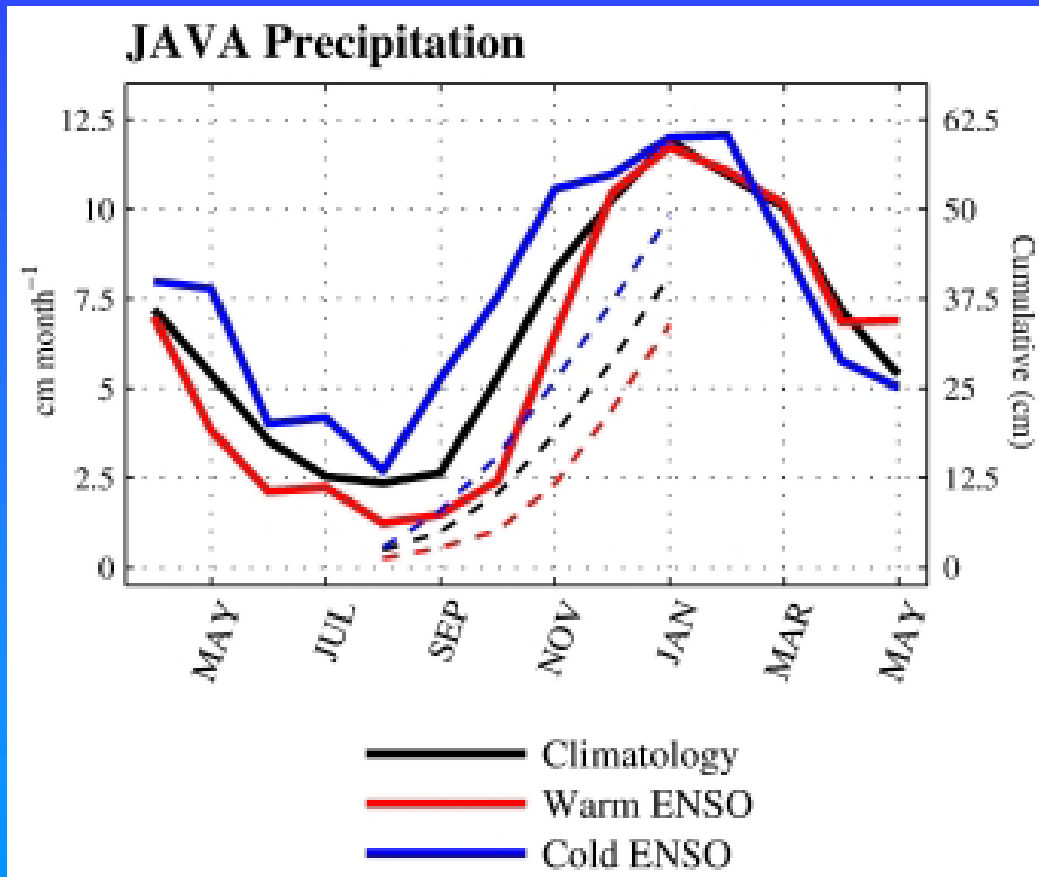 JAVA Precipitation
12.5
10
7.5
5
2.5
0
cm month⁻¹
62.5
50
37.5
25
12.5
0
Cumulative (cm)
MAY
JUL
SEP
NOV
JAN
MAR
MAY
Climatology
Warm ENSO
Cold ENSO